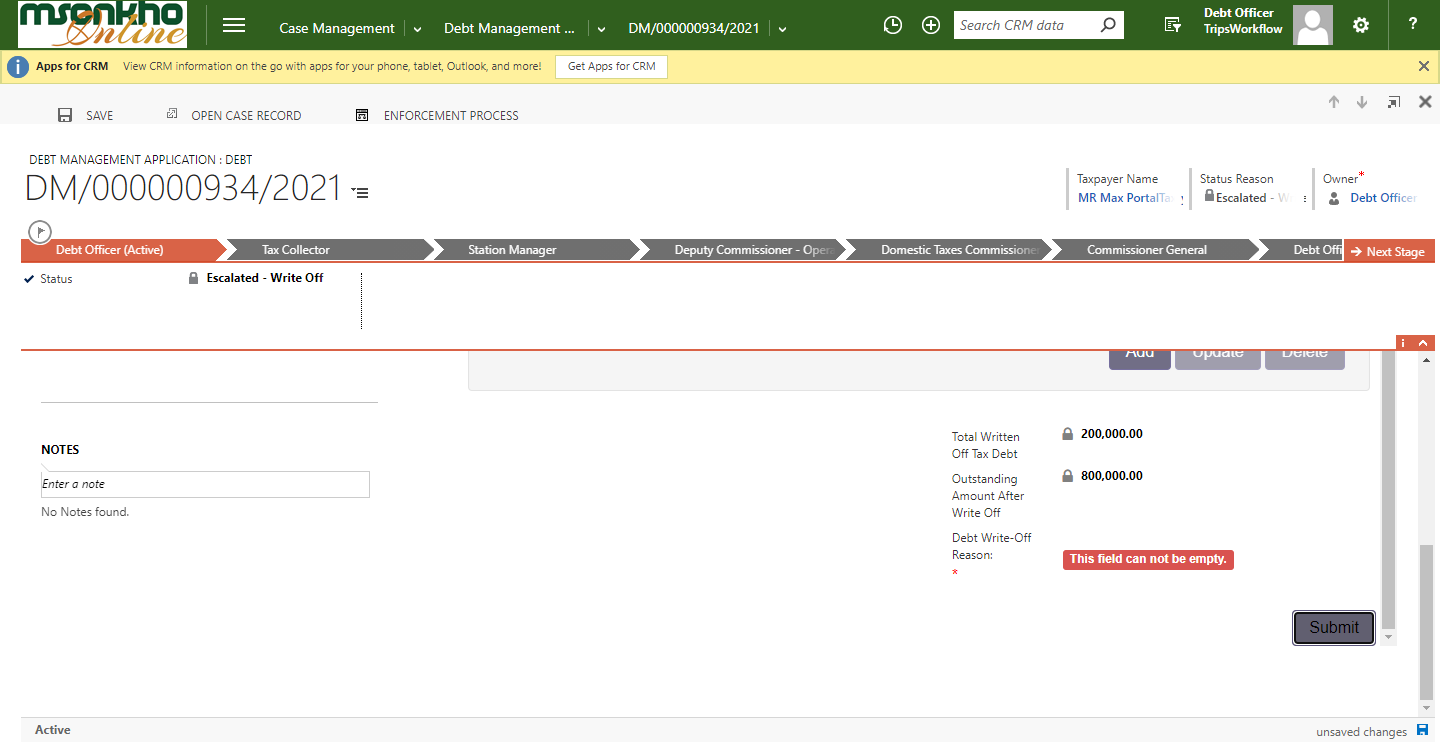 msonkho
Online
Case Management
Debt Management ...
DM/000000934/2021
Search CRM data
Debt Officer
TripsWorkflow
?
Apps for CRM View CRM information on the go with apps for your phone, tablet, Outlook, and more! Get Apps for CRM
SAVE OPEN CASE RECORD ENFORCEMENT PROCESS
DEBT MANAGEMENT APPLICATION : DEBT
DM/000000934/2021
Taxpayer Name
MR Max PortalTa
Status Reason
Escalated - W
Owner*
Debt Officer
Debt Officer (Active) Tax Collector Station Manager Deputy Commissioner - Oper Domestic Taxes Commissione Commissioner General Debt Offi Next Stage
Status Escalated - Write Off
Add Update Delete
NOTES
Enter a note
No Notes found.
Total Written
Off Tax Debt
200,000.00
Outstanding
Amount After
Write Off
800,000.00
Debt Write-Off
Reason:
*
This field can not be empty.
Submit
Active
unsaved changes